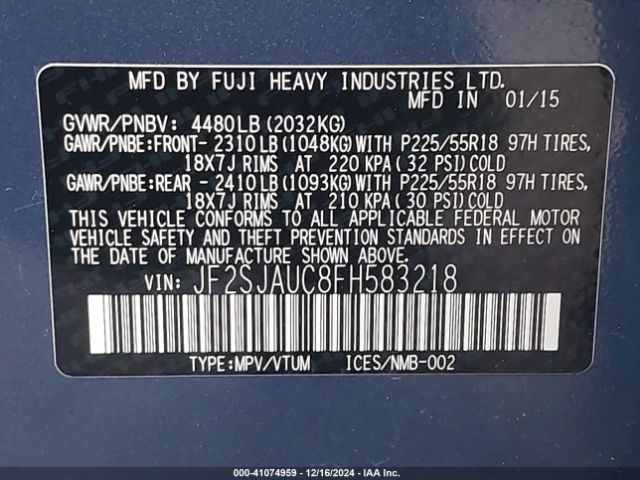 MFD BY FUJI HEAVY INDUSTRIES LTD.
MFD IN 01/15
GVWR/PNBV: 4480LB(2032KG)
GAWR/PNBE:FRONT- 2310LB(1048KG)WITH P225/55R18 97H TIRES,
18X7J RIMS AT 220 KPA( 32 PSI)COLD
GAWR/PNBE:REAR - 2410LB(1093KG)WITH P225/55R18 97H TIRES,
18X7J RIMS AT 210 KPA( 30 PSI)COLD
THIS VEHICLE CONFORMS TO ALL APPLICABLE FEDERAL MOTOR
VEHICLE SAFETY AND THEFT PREVENTION STANDARDS IN EFFECT
ON THE DATE OF MANUFACTURE SHOWN ABOVE.
VIN: JF2SJAUC8FH583218
TYPE:MPV/VTUM ICES/NMB-002
000-41074959 - 12/16/2024 - IAA Inc.